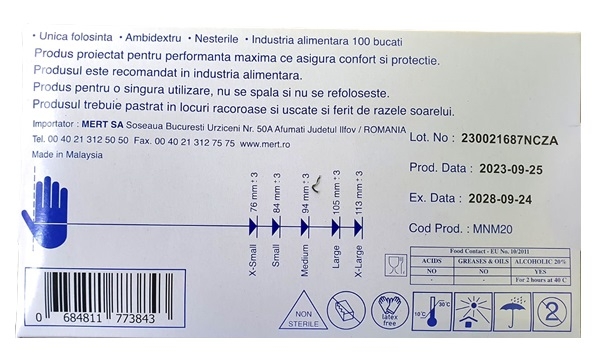 • Unica folosinta • Ambidextru • Nesterile • Industria alimentara 100 bucati
Produs proiectat pentru performanta maxima ce asigura confort si protectie.
Produsul este recomandat in industria alimentara.
Produs pentru o singura utilizare, nu se spala si nu se refoloseste.
Produsul trebuie pastrat in locuri racoroase si uscate si ferit de razele soarelui.
Importator : MERT SA Soseaua Bucuresti Urziceni Nr. 50A Afumati Judetul Ilfov / ROMANIA
Tel. 00 40 21 312 50 50 Fax. 00 40 21 312 75 75 www.mert.ro
Made in Malaysia
Lot. No : 230021687NCZA
Prod. Data : 2023-09-25
Ex. Data : 2028-09-24
Cod Prod. : MNM20
76 mm ± 3
84 mm ± 3
94 mm ± 3
105 mm ± 3
113 mm ± 3
X-Small
Small
Medium
Large
X-Large
Food Contact - EU No. 10/2011
ACIDS GREASES & OILS ALCOHOLIC 20%
NO NO YES
- - For 2 hours at 40 C
0 684811 773843
NON
STERILE
latex
free
10°C 30°C
2